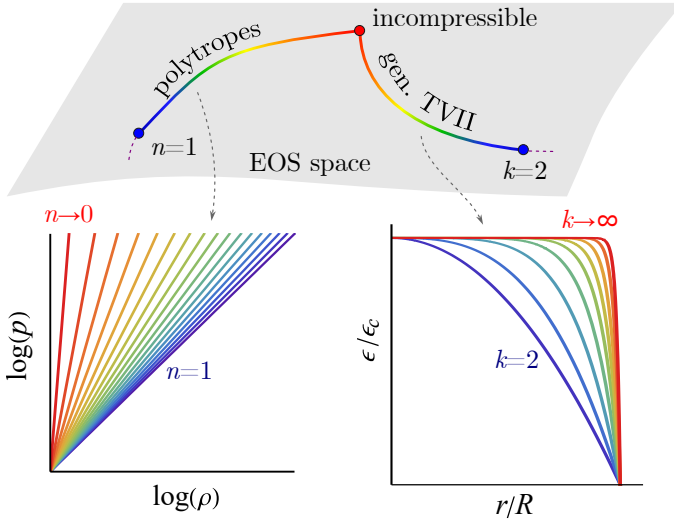 incompressible
polytropes
gen. TVII
n=1
EOS space
k=2
n→0
k→∞
log(p)
n=1
log(ρ)
ϵ/ϵc
k=2
r/R